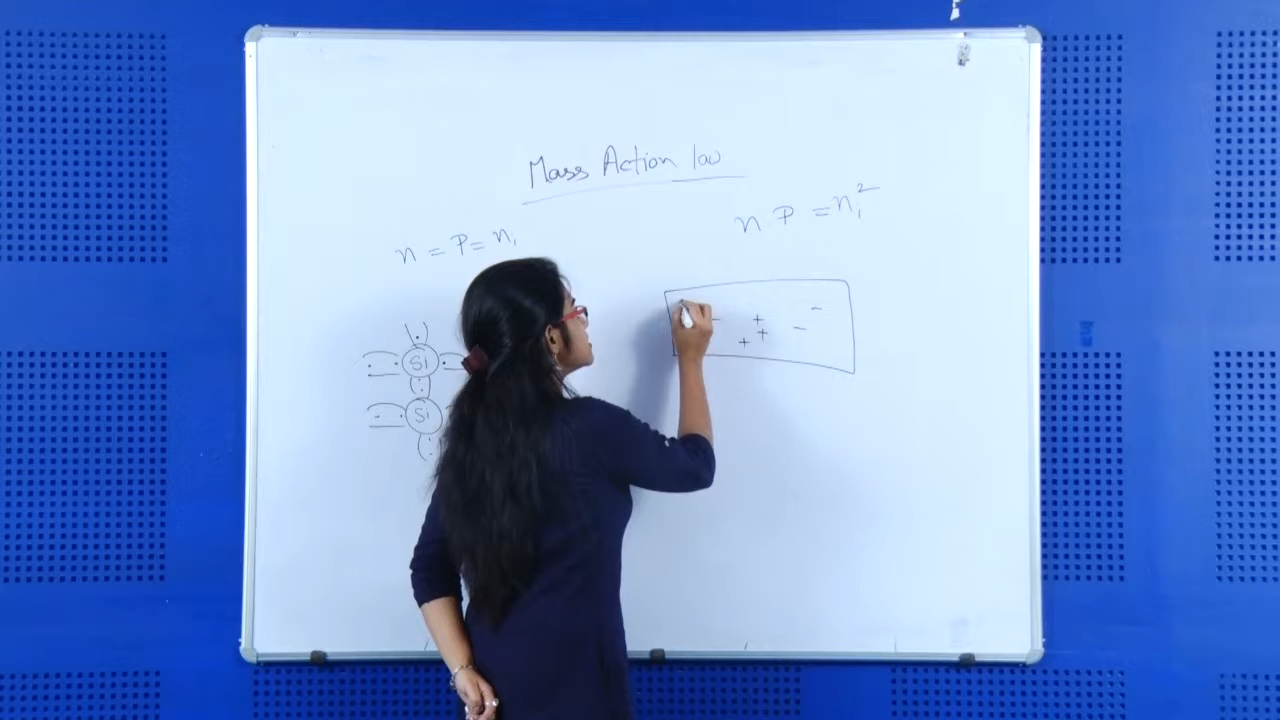 Mass Action law
n = P = ni
n . P = ni²
Si
Si
+
+
+
-
-
-